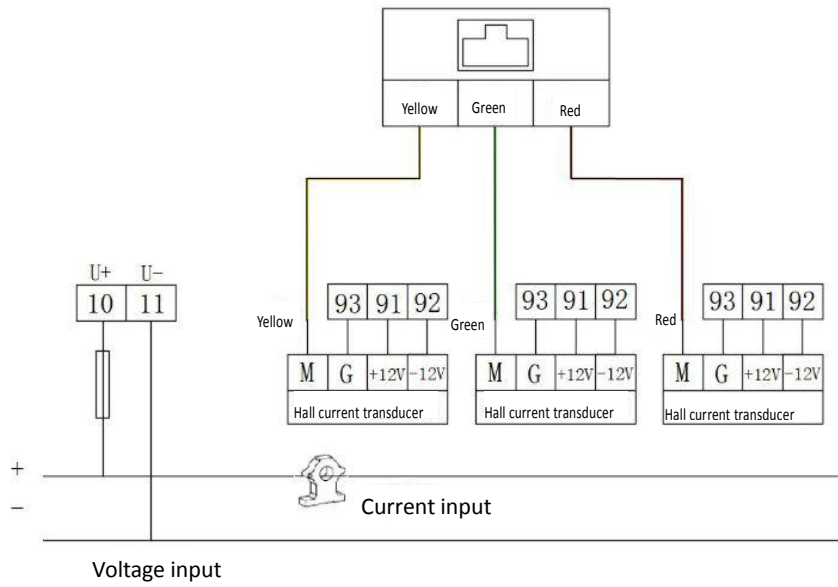 Yellow Green Red
U+ U-
10 11
93 91 92
93 91 92
93 91 92
Yellow
Green
Red
M G +12V -12V
Hall current transducer
M G +12V -12V
Hall current transducer
M G +12V -12V
Hall current transducer
+
−
Current input
Voltage input